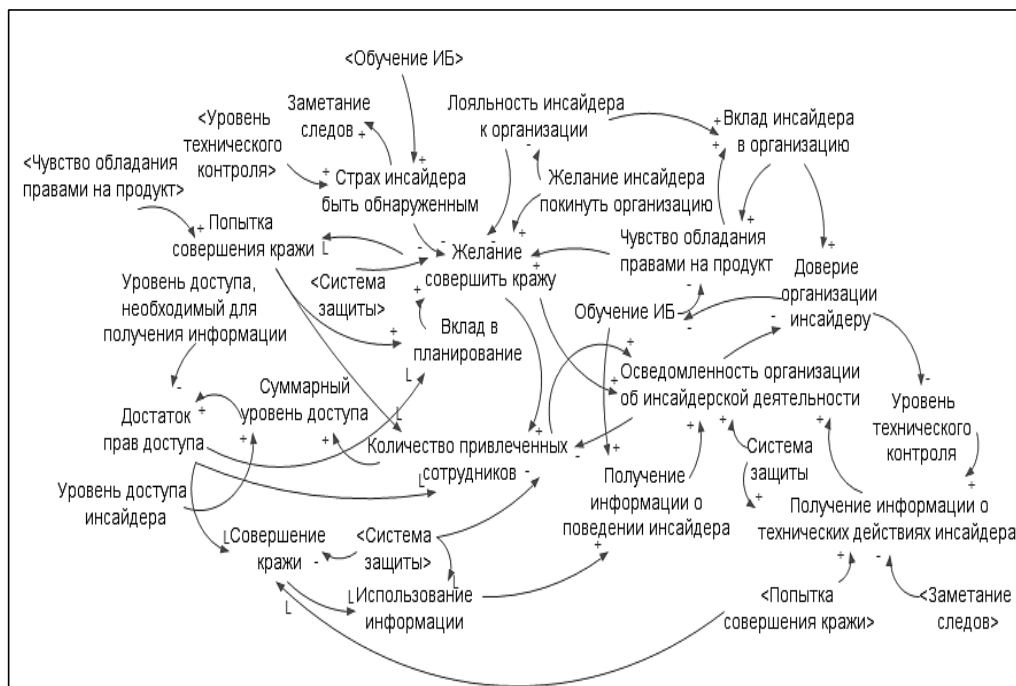 <Обучение ИБ>
Заметание
следов
<Уровень
технического
контроля>
Лояльность инсайдера
к организации
Вклад инсайдера
в организацию
<Чувство обладания
правами на продукт>
Страх инсайдера
быть обнаруженным
Желание инсайдера
покинуть организацию
Попытка
совершения кражи
Желание
совершить кражу
Чувство обладания
правами на продукт
Доверие
организации
инсайдеру
Уровень доступа,
необходимый для
получения информации
<Система
защиты>
Вклад в
планирование
Обучение ИБ
Осведомленность организации
об инсайдерской деятельности
Достаток
прав доступа
Суммарный
уровень доступа
Количество привлеченных
сотрудников
Уровень
технического
контроля
Система
защиты
Уровень доступа
инсайдера
Получение
информации о
поведении инсайдера
Получение информации о
технических действиях инсайдера
Совершение
кражи
<Система
защиты>
Использование
информации
<Попытка
совершения кражи>
<Заметание
следов>